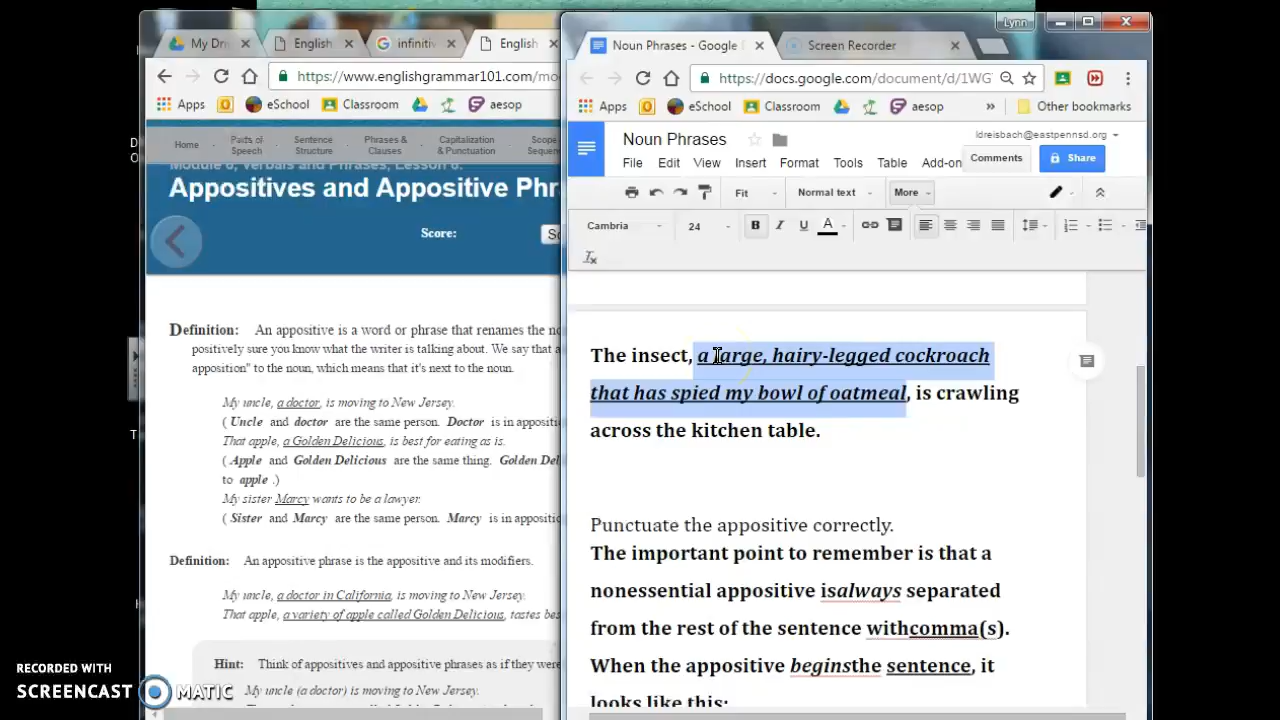 Lynn
My Dri
English
infinitiv
English
Noun Phrases - Google
Screen Recorder
https://www.englishgrammar101.com/mo
https://docs.google.com/document/d/1WG
Apps
eSchool
Classroom
aesop
Apps
eSchool
Classroom
aesop
»
Other bookmarks
Home
Parts of
Speech
Sentence
Structure
Phrases &
Clauses
Capitalization
& Punctuation
Scope
Sequen
Appositives and Appositive Phr
Score:
Noun Phrases
ldreisbach@eastpennsd.org
File Edit View Insert Format Tools Table Add-on
Comments
Share
Fit
Normal text
More
Cambria
24
B I U A
Definition: An appositive is a word or phrase that renames the no
positively sure you know what the writer is talking about. We say that a
apposition" to the noun, which means that it's next to the noun.
My uncle, a doctor, is moving to New Jersey.
( Uncle and doctor are the same person. Doctor is in appositi
That apple, a Golden Delicious, is best for eating as is.
( Apple and Golden Delicious are the same thing. Golden Del
to apple .)
My sister Marcy wants to be a lawyer.
( Sister and Marcy are the same person. Marcy is in appositio
Definition: An appositive phrase is the appositive and its modifiers.
My uncle, a doctor in California, is moving to New Jersey.
That apple, a variety of apple called Golden Delicious, tastes bes
Hint: Think of appositives and appositive phrases as if they were
My uncle (a doctor) is moving to New Jersey.
The insect, a large, hairy-legged cockroach
that has spied my bowl of oatmeal, is crawling
across the kitchen table.
Punctuate the appositive correctly.
The important point to remember is that a
nonessential appositive isalways separated
from the rest of the sentence withcomma(s).
When the appositive beginsthe sentence, it
looks like this:
RECORDED WITH
SCREENCAST MATIC